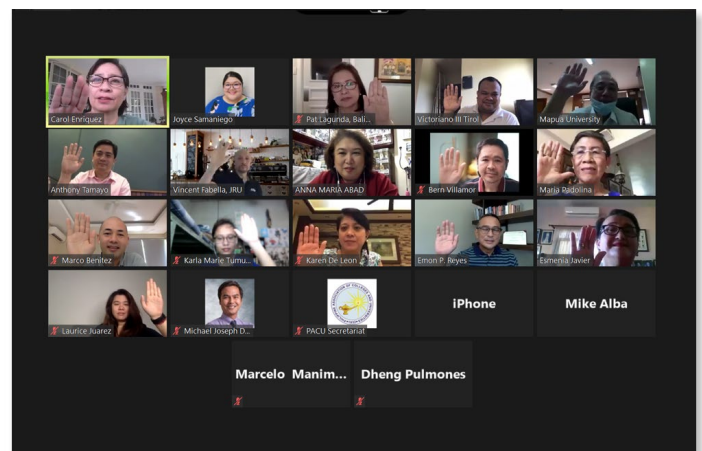 Carol Enriquez
Joyce Samaniego
Pat Lagunda, Bali...
Victoriano III Tirol
Mapua University
Anthony Tamayo
Vincent Fabella, JRU
ANNA MARIA ABAD
Bern Villamor
Maria Padolina
Marco Benitez
Karla Marie Tumu...
Karen De Leon
Emon P. Reyes
Esmenia Javier
Laurice Juarez
Michael Joseph D...
PACU Secretariat
iPhone
Mike Alba
Marcelo Manim...
Dheng Pulmones